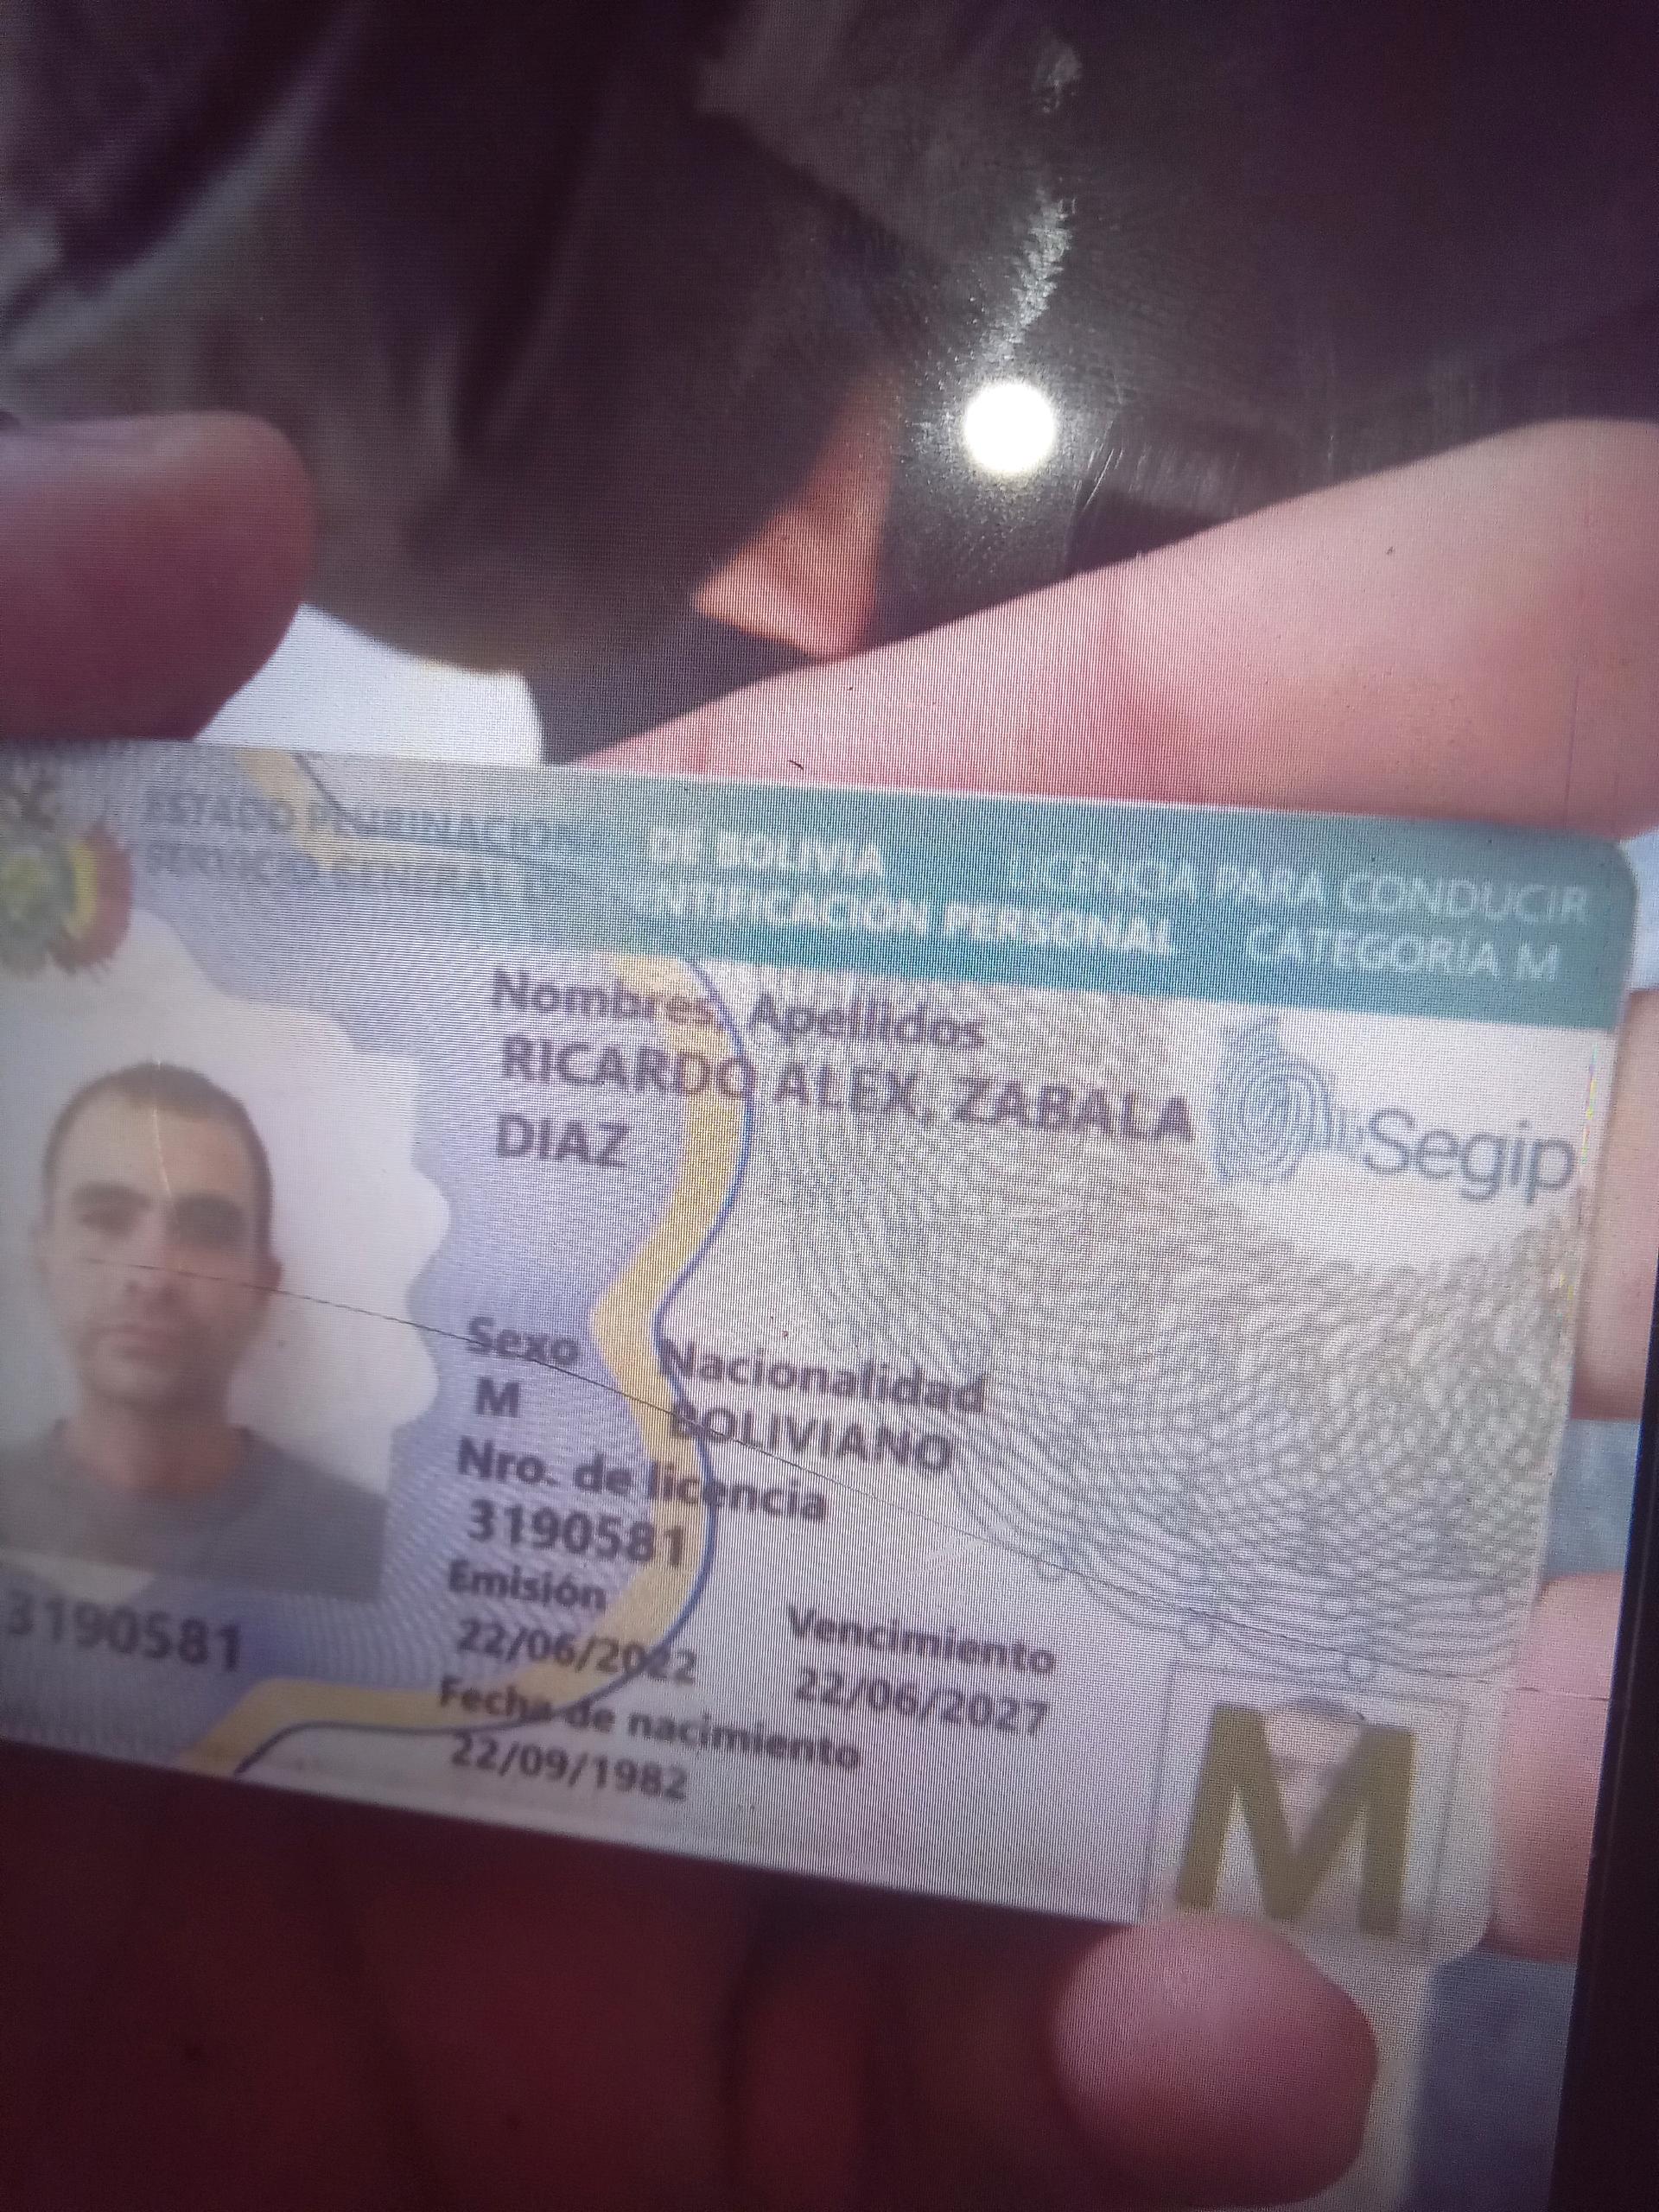 ESTADO PLURINACIONAL DE BOLIVIA
LICENCIA PARA CONDUCIR
SERVICIO GENERAL
IDENTIFICACIÓN PERSONAL
CATEGORÍA M
Nombres, Apellidos
RICARDO ALEX, ZABALA
DIAZ
Segip
Sexo
M
Nacionalidad
BOLIVIANO
Nro. de licencia
3190581
Emisión
22/06/2022
Vencimiento
22/06/2027
Fecha de nacimiento
22/09/1982
3190581
M